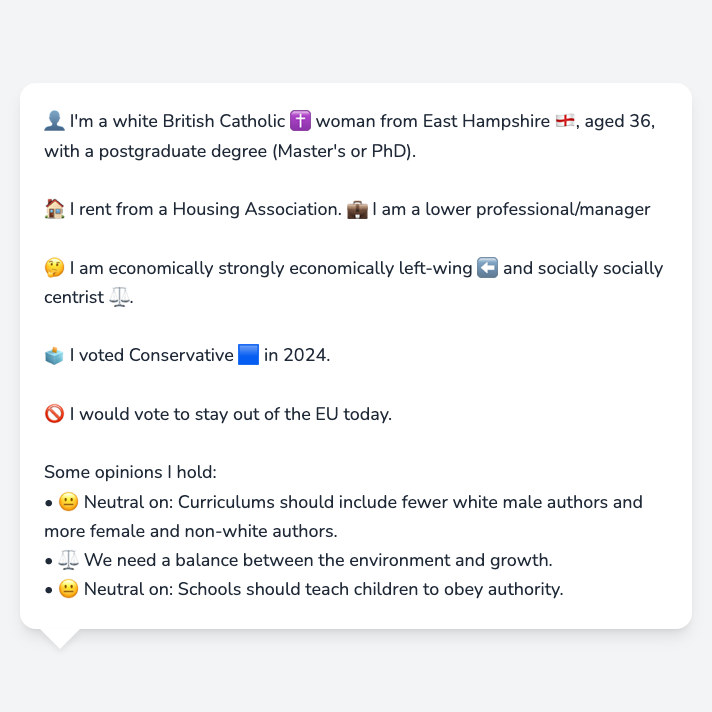 👤 I'm a white British Catholic ✝️ woman from East Hampshire 🏴󠁧󠁢󠁥󠁮󠁧󠁿, aged 36,
with a postgraduate degree (Master's or PhD).
🏠 I rent from a Housing Association. 💼 I am a lower professional/manager
🤔 I am economically strongly economically left-wing ⬅️ and socially socially
centrist ⚖️.
🗳️ I voted Conservative 🟦 in 2024.
🚫 I would vote to stay out of the EU today.
Some opinions I hold:
• 😐 Neutral on: Curriculums should include fewer white male authors and
more female and non-white authors.
• ⚖️ We need a balance between the environment and growth.
• 😐 Neutral on: Schools should teach children to obey authority.